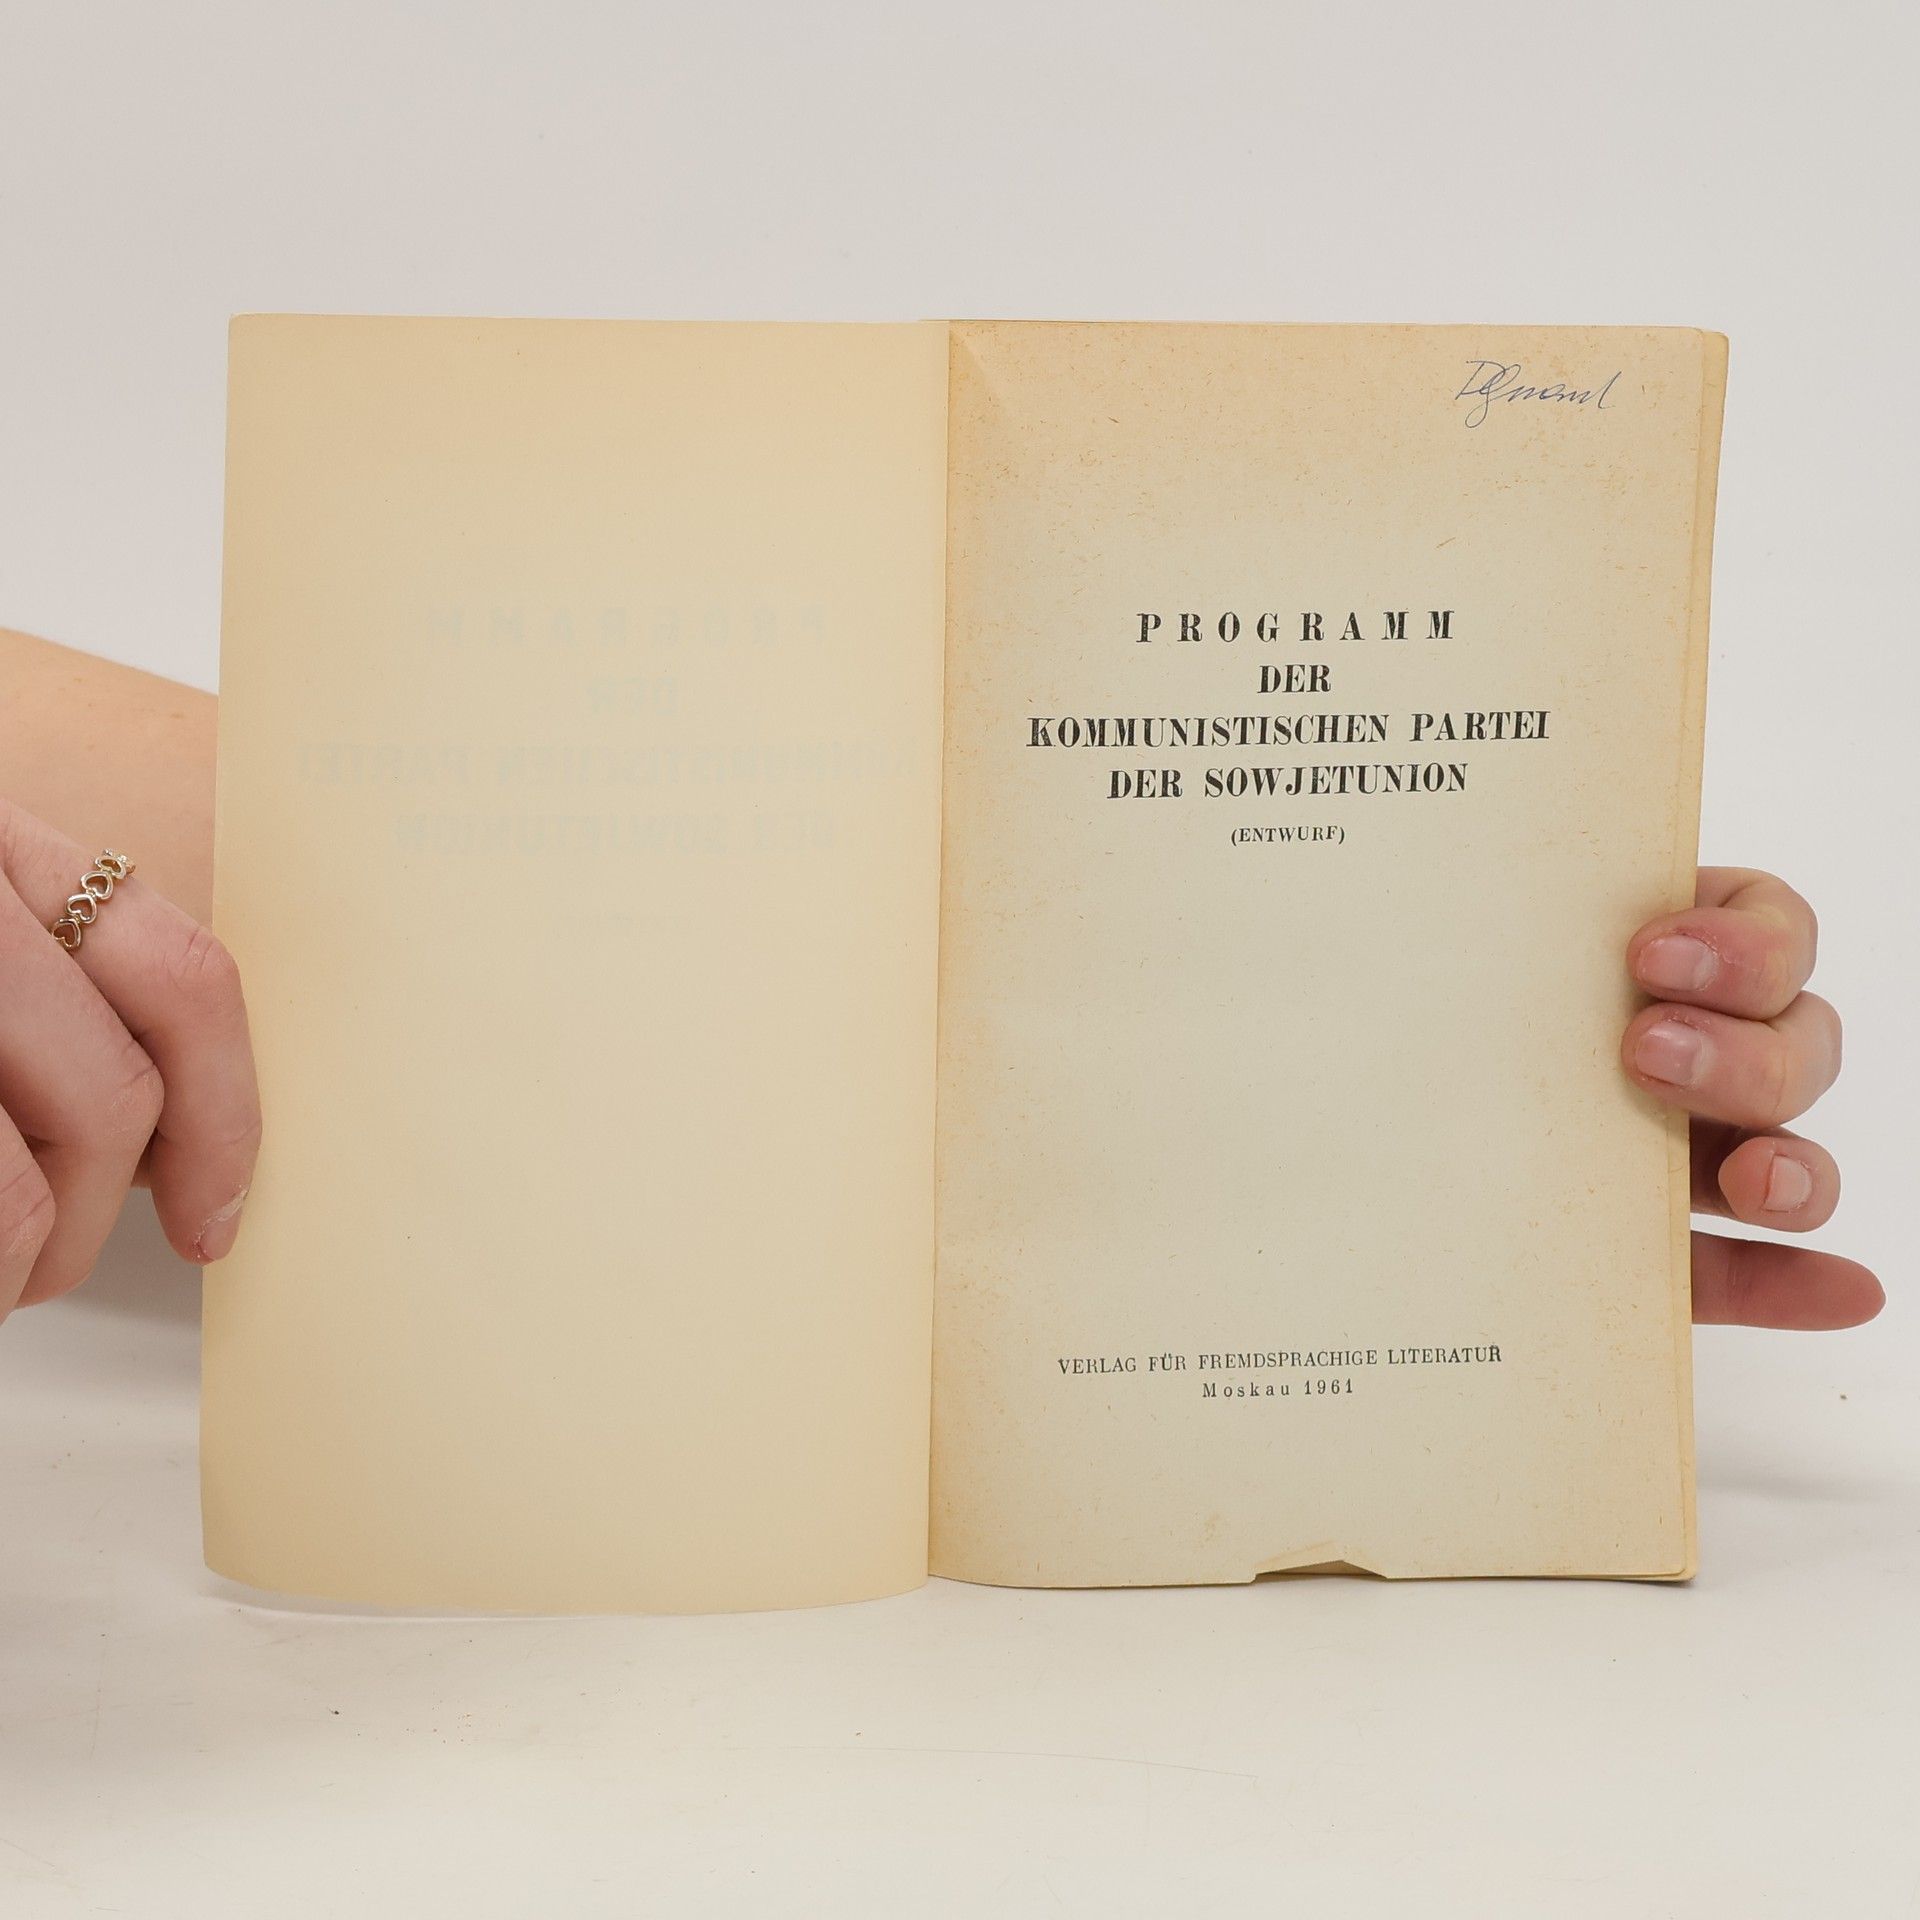 PROGRAMM
DER
KOMMUNISTISCHEN PARTEI
DER SOWJETUNION
(ENTWURF)
VERLAG FÜR FREMDSPRACHIGE LITERATUR
Moskau 1961